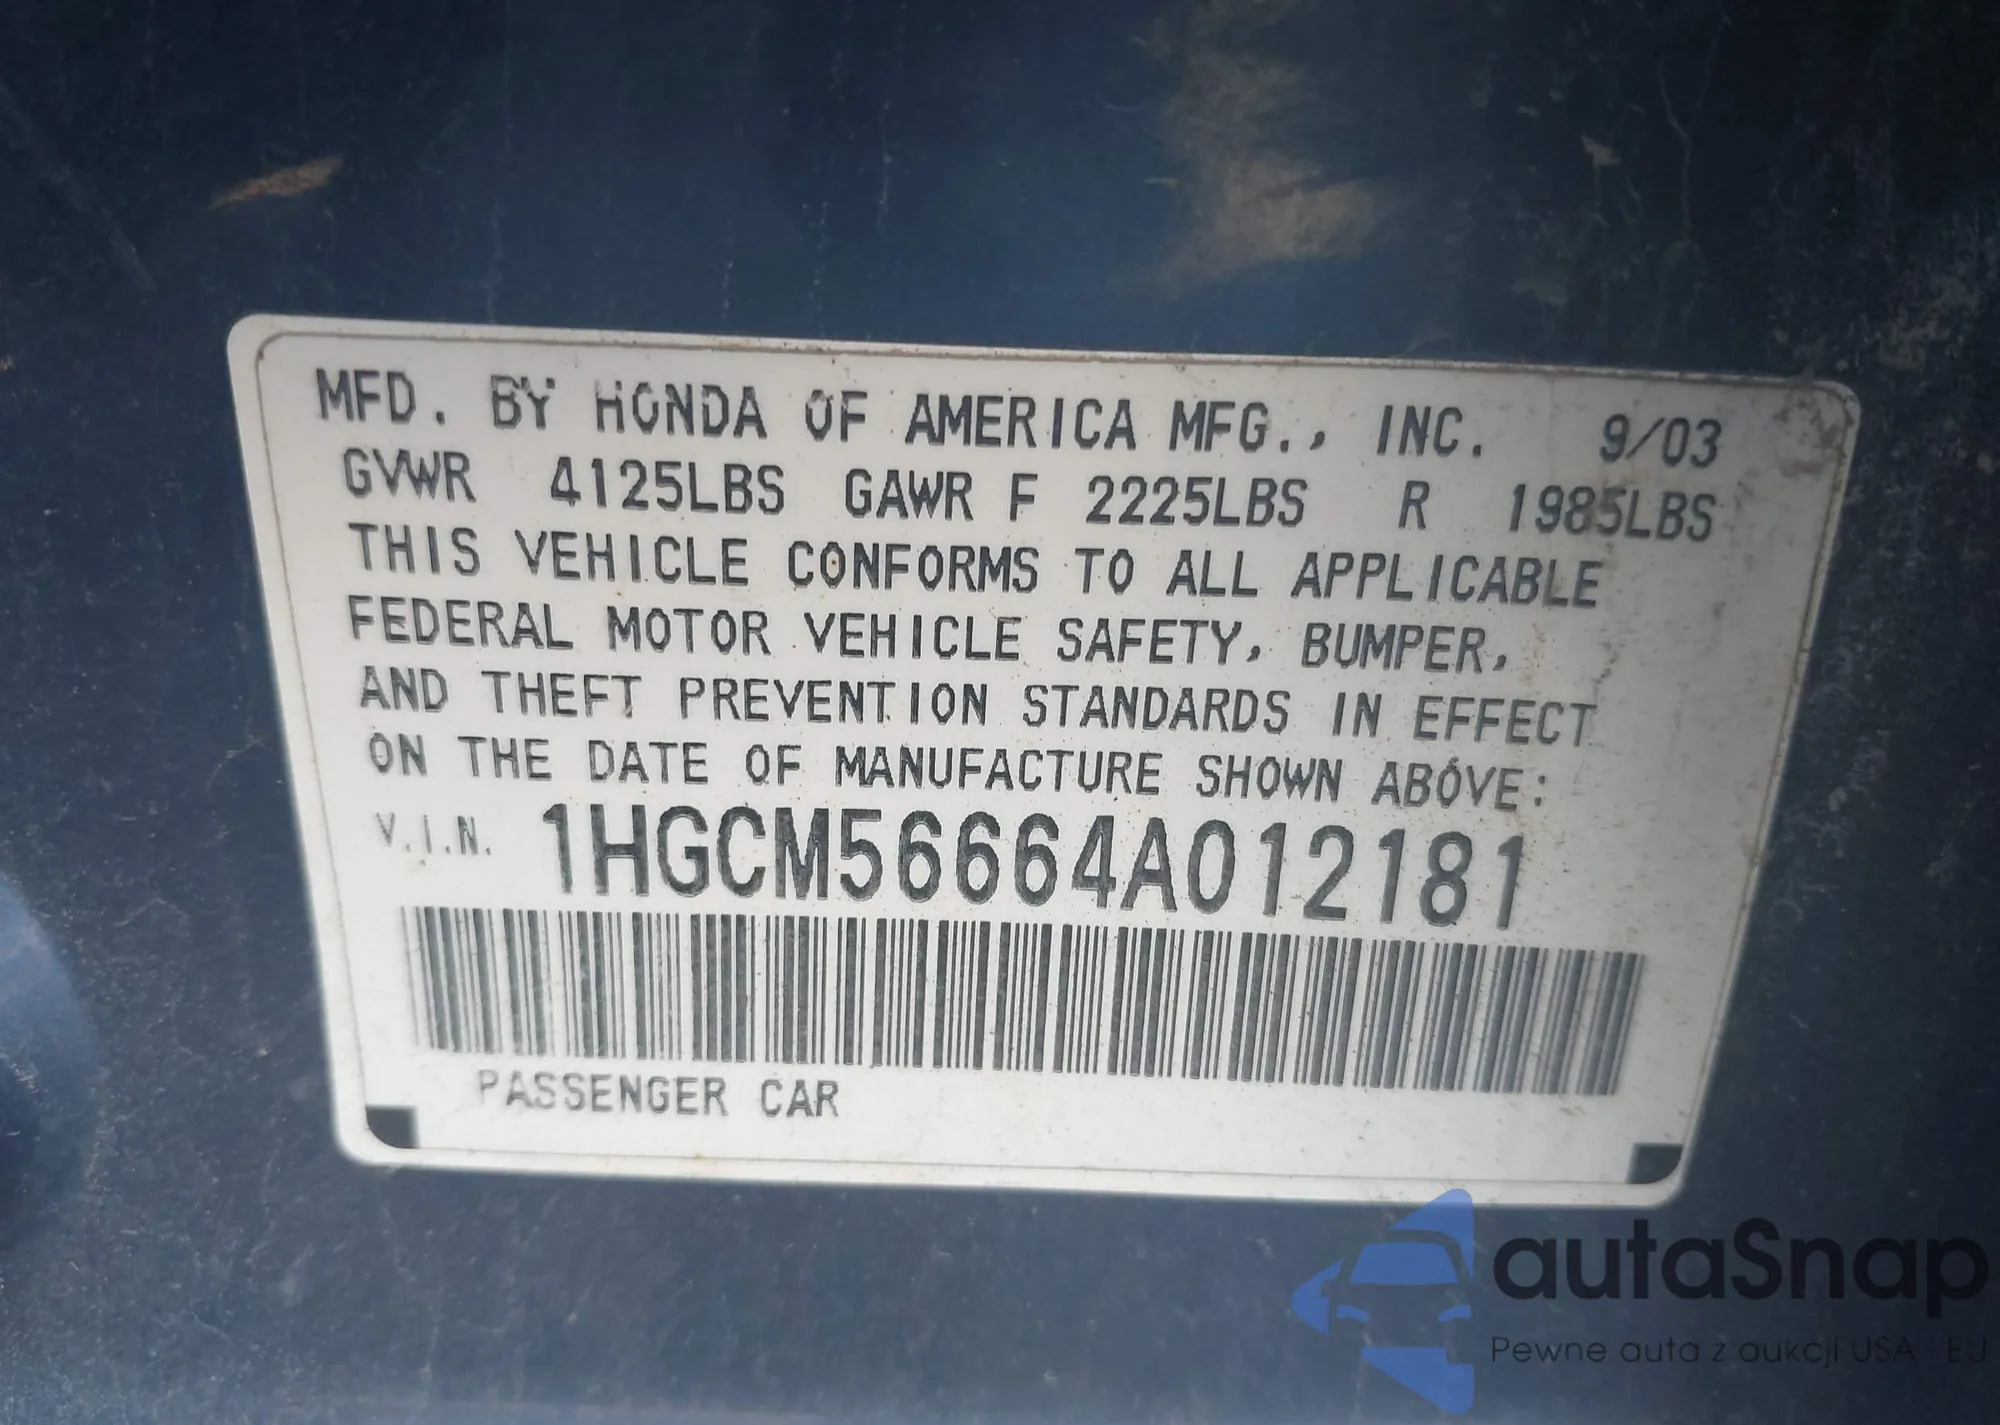 MFD. BY HONDA OF AMERICA MFG., INC. 9/03
GVWR 4125LBS GAWR F 2225LBS R 1985LBS
THIS VEHICLE CONFORMS TO ALL APPLICABLE
FEDERAL MOTOR VEHICLE SAFETY, BUMPER,
AND THEFT PREVENTION STANDARDS IN EFFECT
ON THE DATE OF MANUFACTURE SHOWN ABOVE:
V.I.N. 1HGCM56664A012181
PASSENGER CAR
autaSnap
Pewne auta z aukcji USA i EU